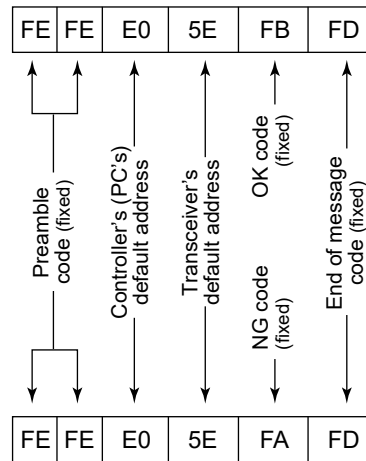 FE FE E0 5E FB FD
Preamble
code (fixed)
Controller's (PC's)
default address
Transceiver's
default address
OK code
(fixed)
NG code
(fixed)
End of message
code (fixed)
FE FE E0 5E FA FD